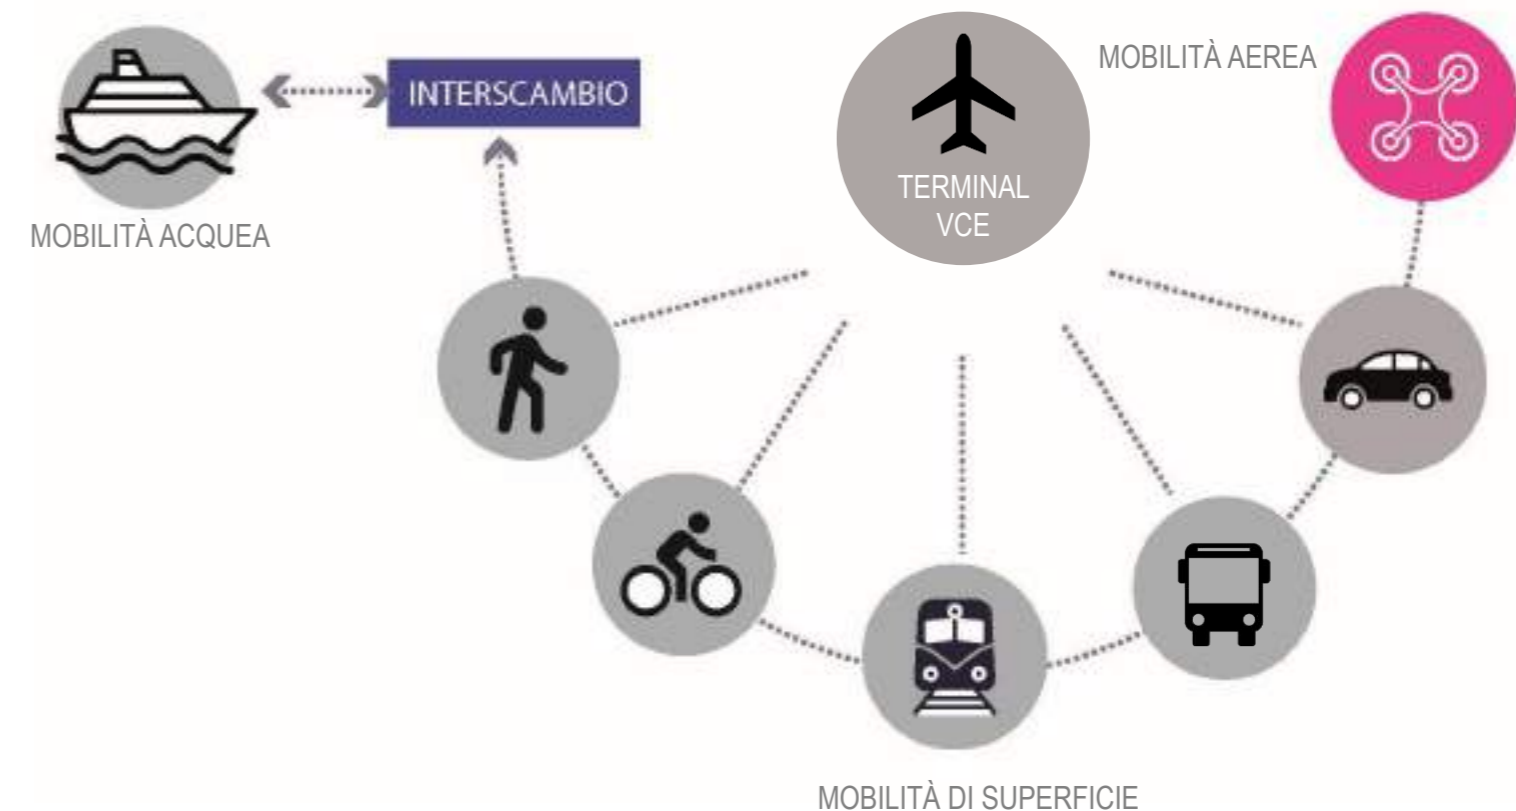 MOBILITÀ AEREA
INTERSCAMBIO
TERMINAL
VCE
MOBILITÀ ACQUEA
MOBILITÀ DI SUPERFICIE